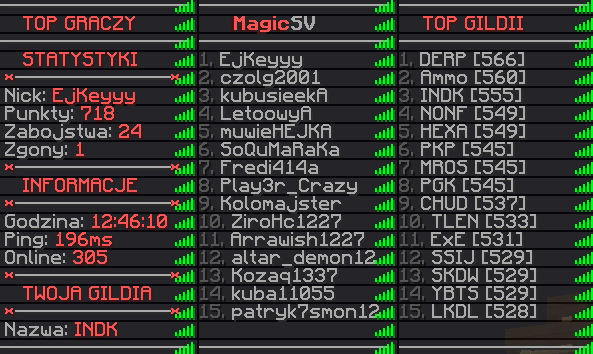 TOP GRACZY
STATYSTYKI
Nick: EjKeyyy
Punkty: 718
Zabojstwa: 24
Zgony: 1
INFORMACJE
Godzina: 12:46:10
Ping: 196ms
Online: 305
TWOJA GILDIA
Nazwa: INDK
MagicSV
1. EjKeyyy
2. czolg2001
3. kubusieekA
4. LetoowyA
5. muwieHEJKA
6. SoQuMaRaKa
7. Fredi414a
8. Play3r_Crazy
9. Kolomajster
10. ZiroHc1227
11. Arrawish1227
12. altar_demon12
13. Kozaq1337
14. kuba11055
15. patryk7smon12
TOP GILDII
1. DERP [566]
2. Ammo [560]
3. INDK [555]
4. NONF [549]
5. HEXA [549]
6. PKP [545]
7. MROS [545]
8. PGK [545]
9. CHUD [537]
10. TLEN [533]
11. ExE [531]
12. SSIJ [529]
13. SKDW [529]
14. YBTS [529]
15. LKDL [528]